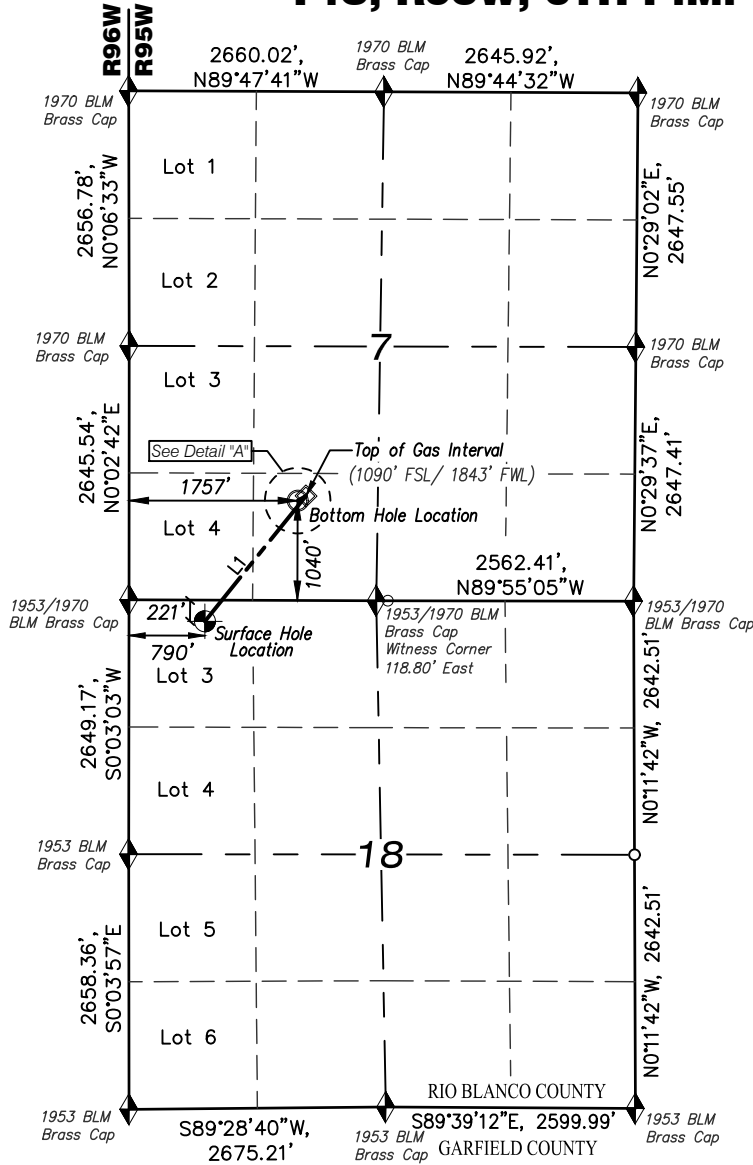 R96W
R95W
2660.02',
N89°47'41"W
1970 BLM
Brass Cap
2645.92',
N89°44'32"W
1970 BLM
Brass Cap
1970 BLM
Brass Cap
2656.78',
N0°06'33"W
Lot 1
N0°29'02"E,
2647.55'
Lot 2
1970 BLM
Brass Cap
7
1970 BLM
Brass Cap
Lot 3
2645.54',
N0°02'42"E
See Detail "A"
Top of Gas Interval
(1090' FSL/ 1843' FWL)
N0°29'37"E,
2647.41'
1757'
Bottom Hole Location
Lot 4
L1
1040'
2562.41',
N89°55'05"W
1953/1970
BLM Brass Cap
221'
790'
Surface Hole
Location
1953/1970 BLM
Brass Cap
Witness Corner
118.80' East
1953/1970
BLM Brass Cap
Lot 3
2649.17',
S0°03'03"W
N0°11'42"W, 2642.51'
Lot 4
1953 BLM
Brass Cap
18
Lot 5
2658.36',
S0°03'57"E
N0°11'42"W, 2642.51'
Lot 6
RIO BLANCO COUNTY
1953 BLM
Brass Cap
S89°28'40"W,
2675.21'
1953 BLM
Brass Cap
S89°39'12"E, 2599.99'
GARFIELD COUNTY
1953 BLM
Brass Cap